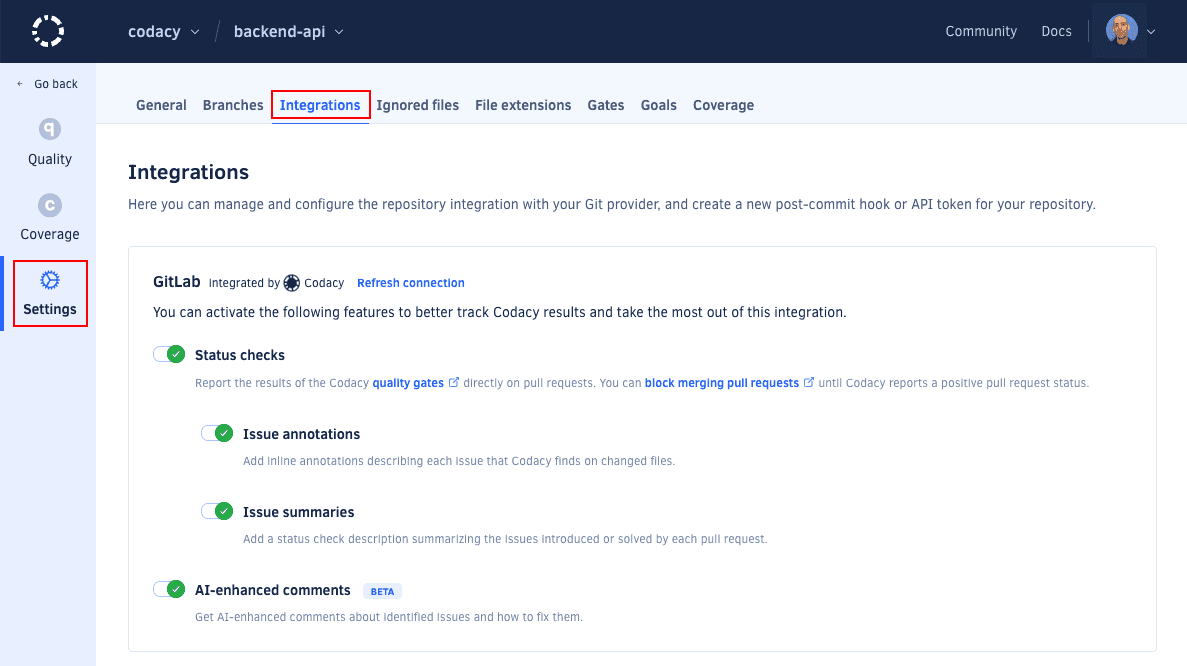 codacy / backend-api Community Docs
Go back
General Branches Integrations Ignored files File extensions Gates Goals Coverage
Quality
Coverage
Settings
Integrations
Here you can manage and configure the repository integration with your Git provider, and create a new post-commit hook or API token for your repository.
GitLab Integrated by Codacy Refresh connection
You can activate the following features to better track Codacy results and take the most out of this integration.
Status checks
Report the results of the Codacy quality gates directly on pull requests. You can block merging pull requests until Codacy reports a positive pull request status.
Issue annotations
Add inline annotations describing each issue that Codacy finds on changed files.
Issue summaries
Add a status check description summarizing the issues introduced or solved by each pull request.
AI-enhanced comments BETA
Get AI-enhanced comments about identified issues and how to fix them.